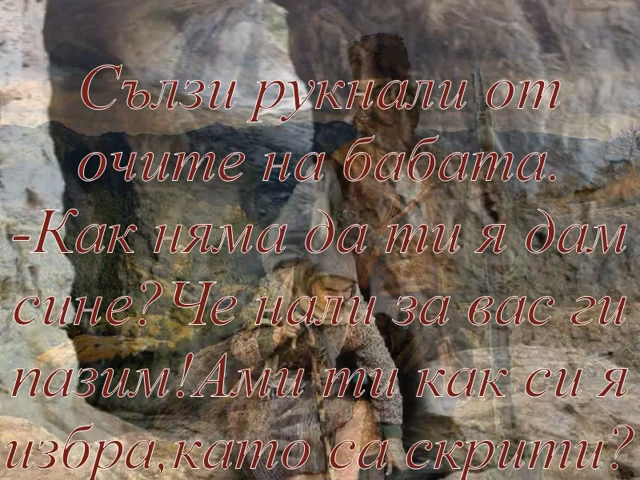 Сълзи рукнали от
очите на бабата.
-Как няма да ти я дам
сине?Че нали за вас ги
пазим!Ами ти как си я
избра,като са скрити?